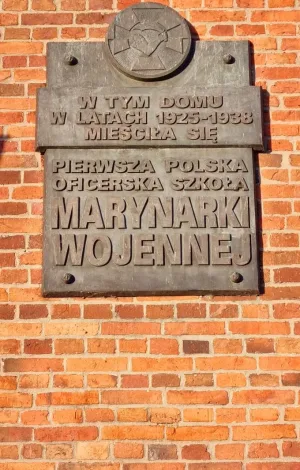 W TYM DOMU
W LATACH 1925-1938
MIEŚCIŁA SIĘ
PIERWSZA POLSKA
OFICERSKA SZKOŁA
MARYNARKI
WOJENNEJ